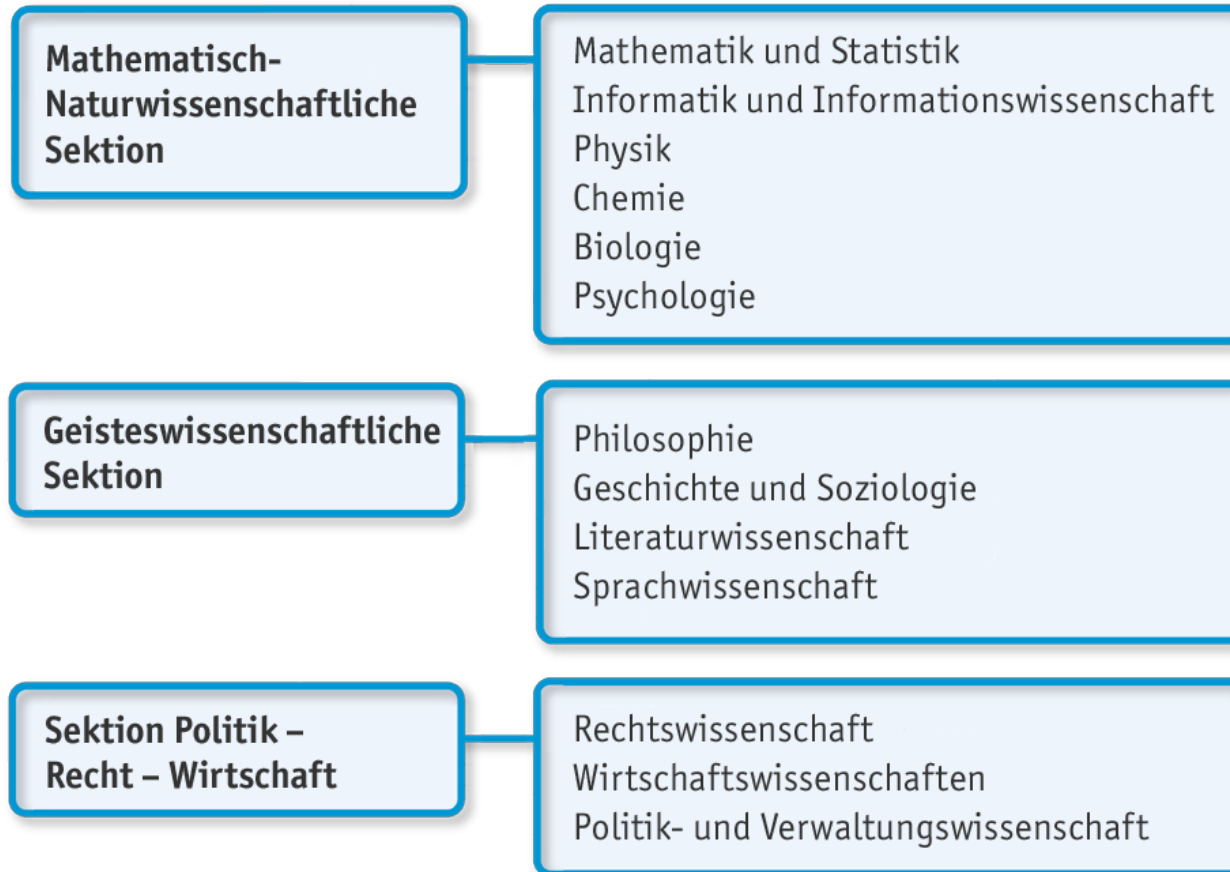 Mathematisch-
Naturwissenschaftliche
Sektion
Mathematik und Statistik
Informatik und Informationswissenschaft
Physik
Chemie
Biologie
Psychologie
Geisteswissenschaftliche
Sektion
Philosophie
Geschichte und Soziologie
Literaturwissenschaft
Sprachwissenschaft
Sektion Politik –
Recht – Wirtschaft
Rechtswissenschaft
Wirtschaftswissenschaften
Politik- und Verwaltungswissenschaft